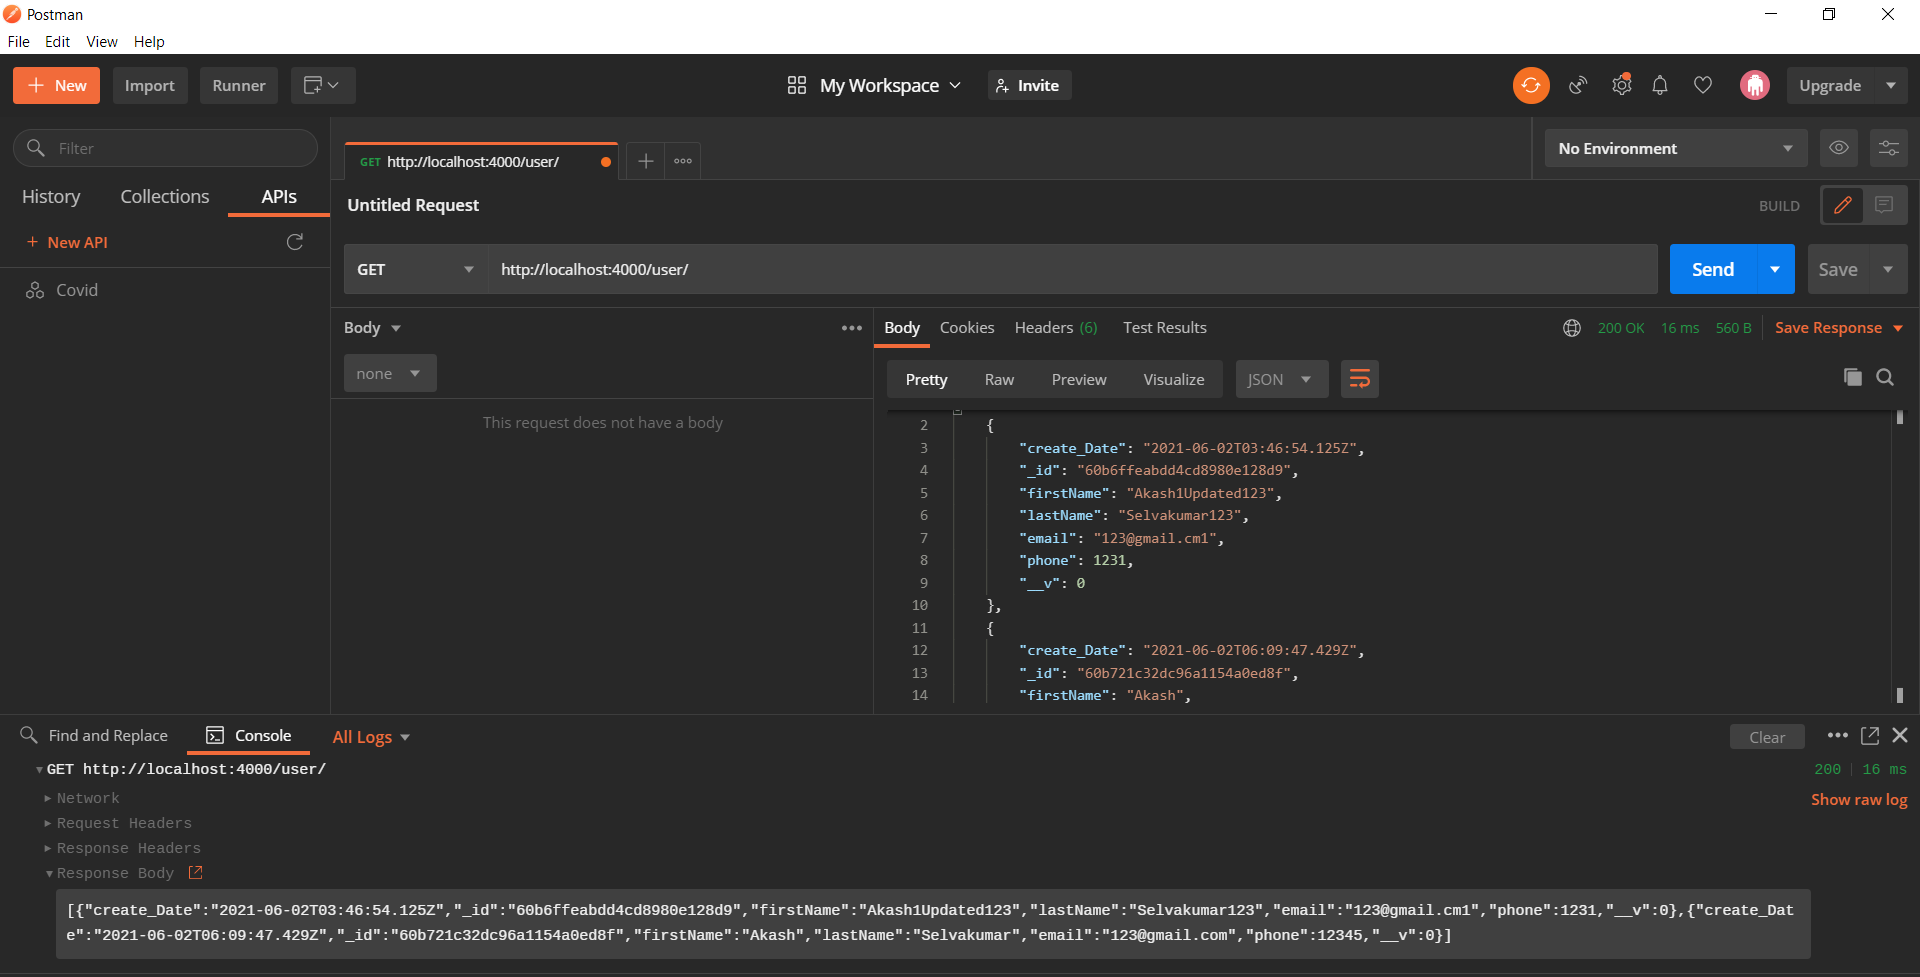 Postman
File Edit View Help
+ New Import Runner My Workspace Invite Upgrade
Filter
GET http://localhost:4000/user/ + No Environment
History Collections APIs
Untitled Request BUILD
+ New API
GET http://localhost:4000/user/ Send Save
Covid
Body Body Cookies Headers (6) Test Results 200 OK 16 ms 560 B Save Response
none Pretty Raw Preview Visualize JSON
This request does not have a body
2 {
3 "create_Date": "2021-06-02T03:46:54.125Z",
4 "_id": "60b6ffeabdd4cd8980e128d9",
5 "firstName": "Akash1Updated123",
6 "lastName": "Selvakumar123",
7 "email": "123@gmail.cm1",
8 "phone": 1231,
9 "__v": 0
10 },
11 {
12 "create_Date": "2021-06-02T06:09:47.429Z",
13 "_id": "60b721c32dc96a1154a0ed8f",
14 "firstName": "Akash",
Find and Replace Console All Logs Clear
GET http://localhost:4000/user/ 200 16 ms
Network Show raw log
Request Headers
Response Headers
Response Body
[{"create_Date":"2021-06-02T03:46:54.125Z","_id":"60b6ffeabdd4cd8980e128d9","firstName":"Akash1Updated123","lastName":"Selvakumar123","email":"123@gmail.cm1","phone":1231,"__v":0},{"create_Dat
e":"2021-06-02T06:09:47.429Z","_id":"60b721c32dc96a1154a0ed8f","firstName":"Akash","lastName":"Selvakumar","email":"123@gmail.com","phone":12345,"__v":0}]